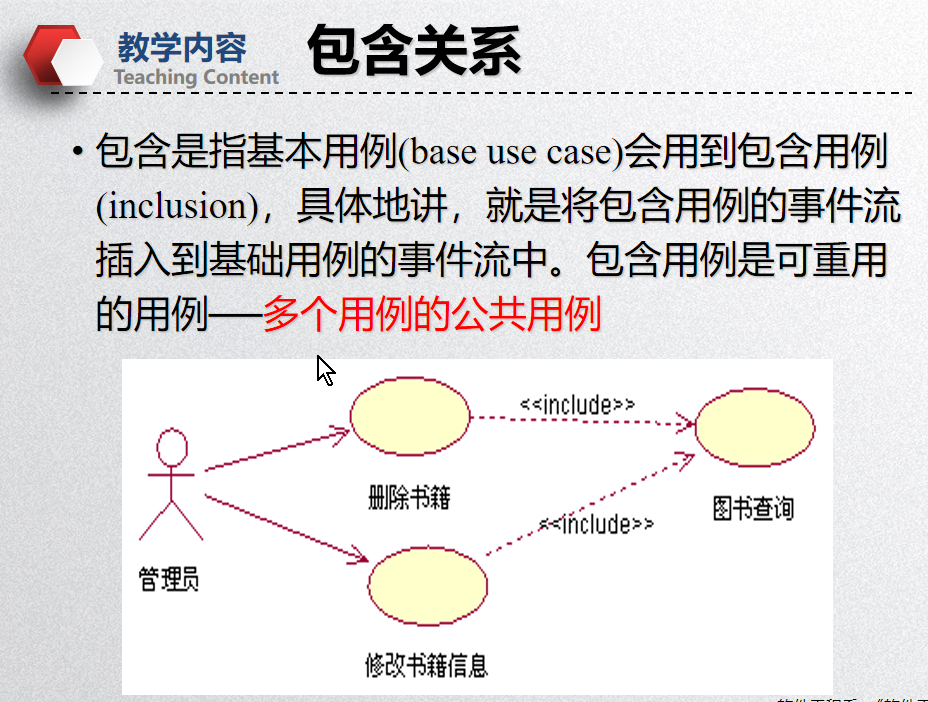 教学内容
Teaching Content
包含关系
• 包含是指基本用例(base use case)会用到包含用例
(inclusion)，具体地讲，就是将包含用例的事件流
插入到基础用例的事件流中。包含用例是可重用
的用例——多个用例的公共用例
<<include>>
删除书籍
图书查询
<<include>>
管理员
修改书籍信息